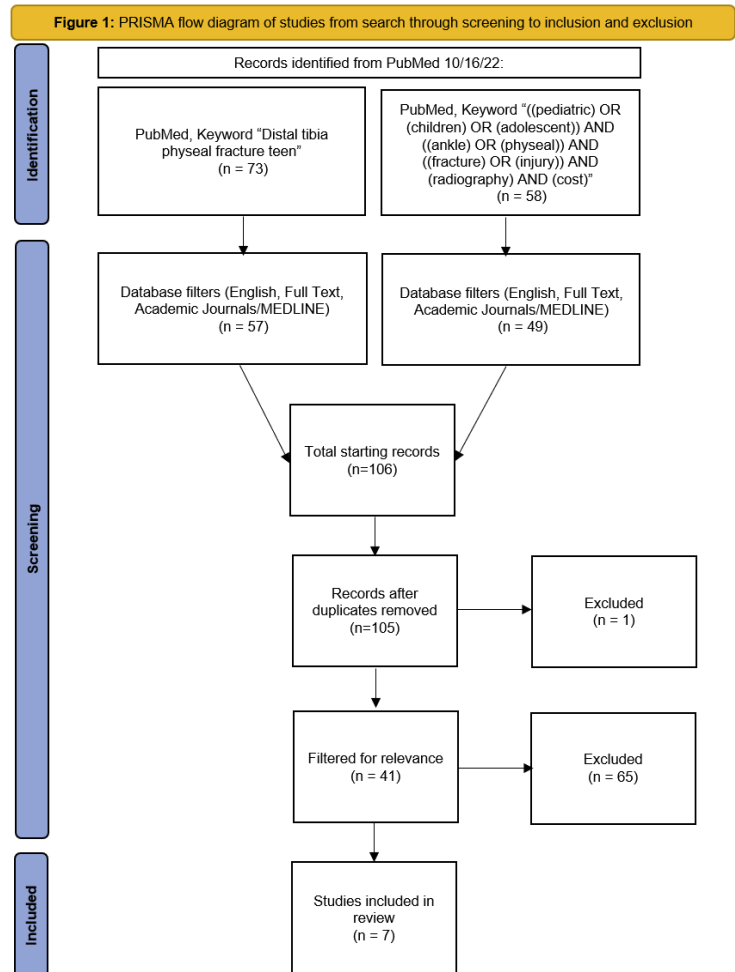 Figure 1: PRISMA flow diagram of studies from search through screening to inclusion and exclusion
Identification
Records identified from PubMed 10/16/22:
PubMed, Keyword “Distal tibia
physeal fracture teen”
(n = 73)
PubMed, Keyword “((pediatric) OR
(children) OR (adolescent)) AND
((ankle) OR (physeal)) AND
((fracture) OR (injury)) AND
(radiography) AND (cost)”
(n = 58)
Screening
Database filters (English, Full Text,
Academic Journals/MEDLINE)
(n = 57)
Database filters (English, Full Text,
Academic Journals/MEDLINE)
(n = 49)
Total starting records
(n=106)
Records after
duplicates removed
(n=105)
Excluded
(n = 1)
Filtered for relevance
(n = 41)
Excluded
(n = 65)
Included
Studies included in
review
(n = 7)